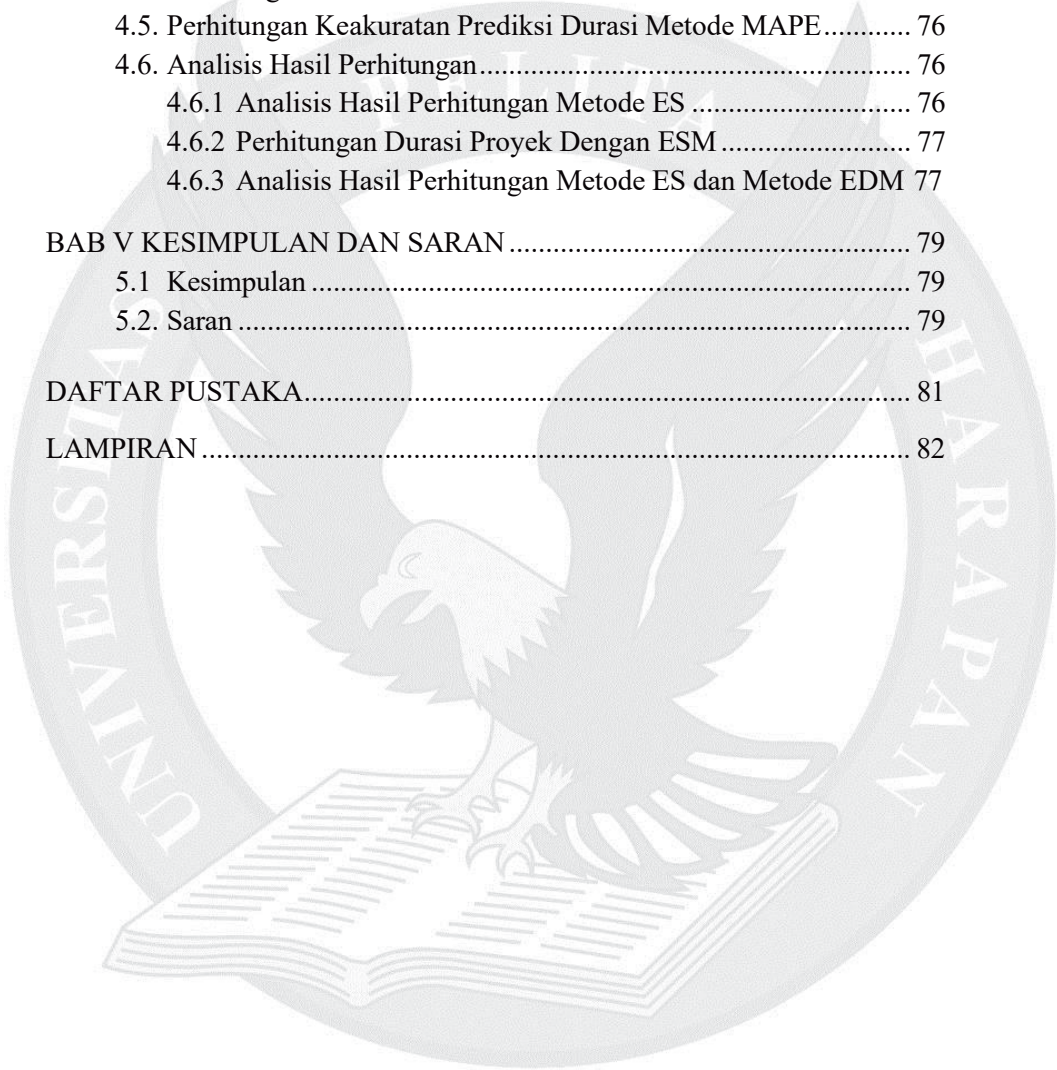 4.5. Perhitungan Keakuratan Prediksi Durasi Metode MAPE............ 76
4.6. Analisis Hasil Perhitungan............ 76
4.6.1 Analisis Hasil Perhitungan Metode ES ............ 76
4.6.2 Perhitungan Durasi Proyek Dengan ESM ............ 77
4.6.3 Analisis Hasil Perhitungan Metode ES dan Metode EDM 77
BAB V KESIMPULAN DAN SARAN ............ 79
5.1 Kesimpulan ............ 79
5.2. Saran ............ 79
DAFTAR PUSTAKA............ 81
LAMPIRAN ............ 82
UNIVERSITAS PELITA HARAPAN